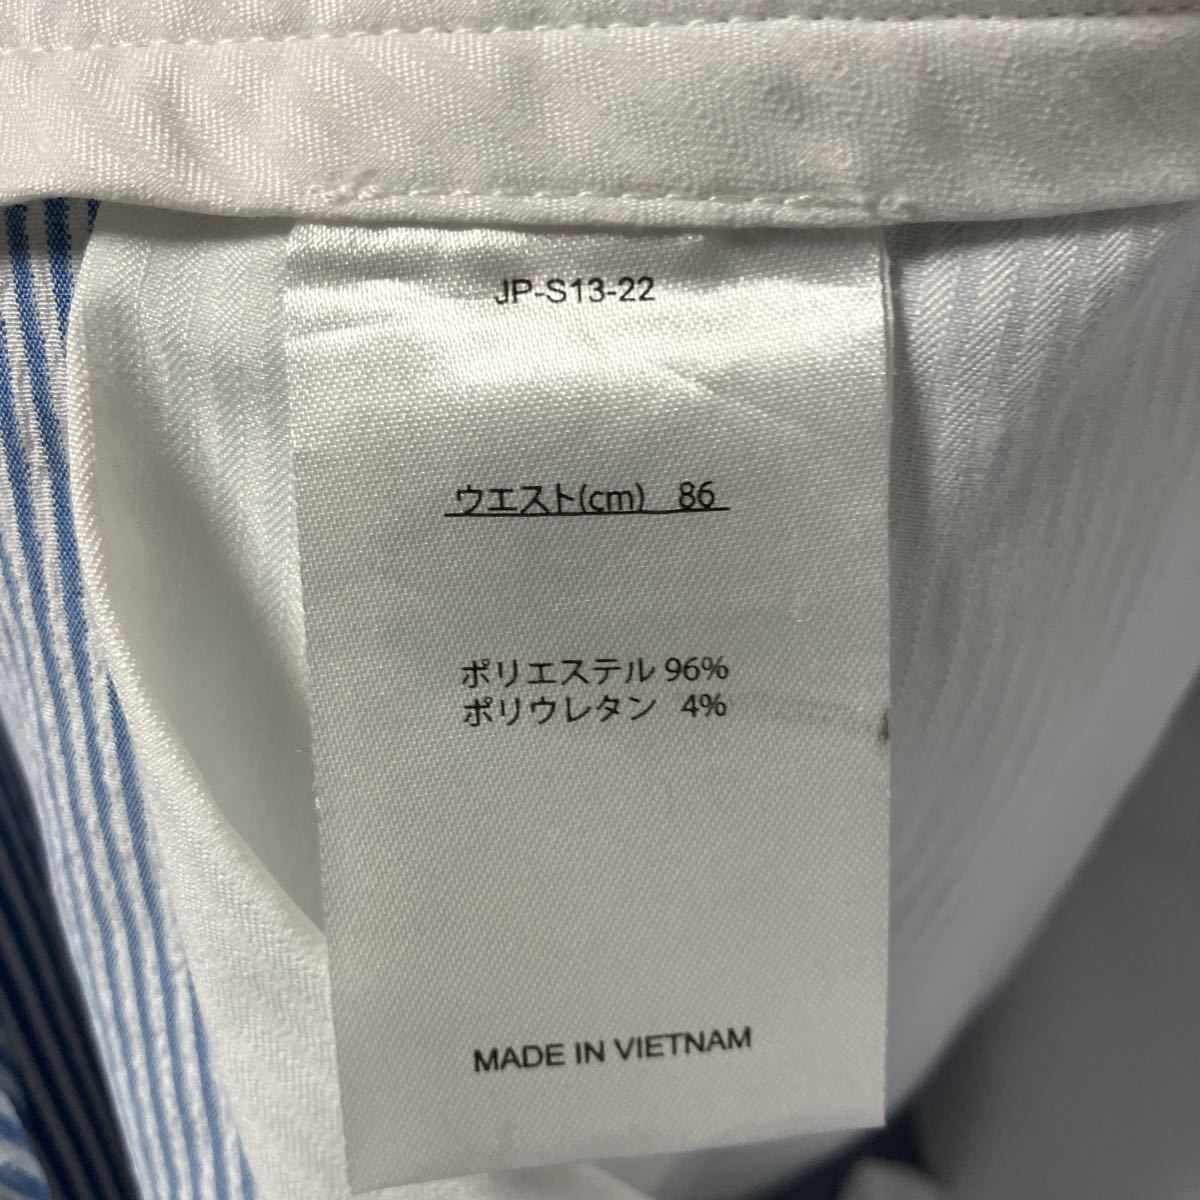 JP-S13-22
ウエスト(cm) 86
ポリエステル 96%
ポリウレタン 4%
MADE IN VIETNAM